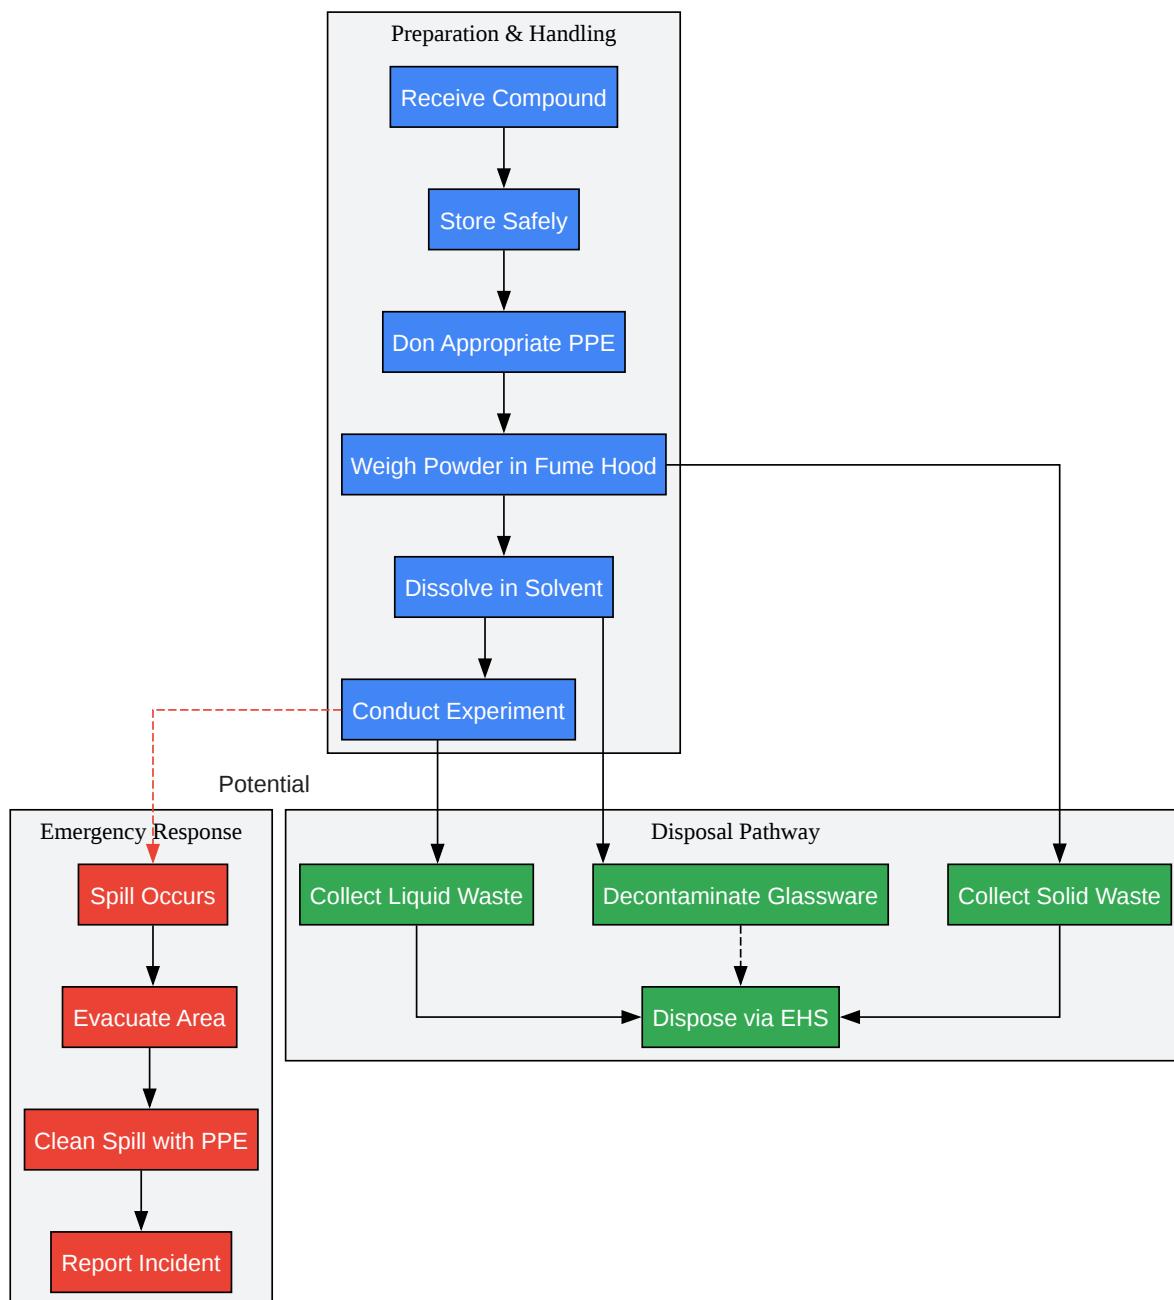 Preparation & Handling
Receive Compound
Store Safely
Don Appropriate PPE
Weigh Powder in Fume Hood
Dissolve in Solvent
Conduct Experiment
Potential
Emergency Response
Spill Occurs
Evacuate Area
Clean Spill with PPE
Report Incident
Disposal Pathway
Collect Liquid Waste
Decontaminate Glassware
Collect Solid Waste
Dispose via EHS